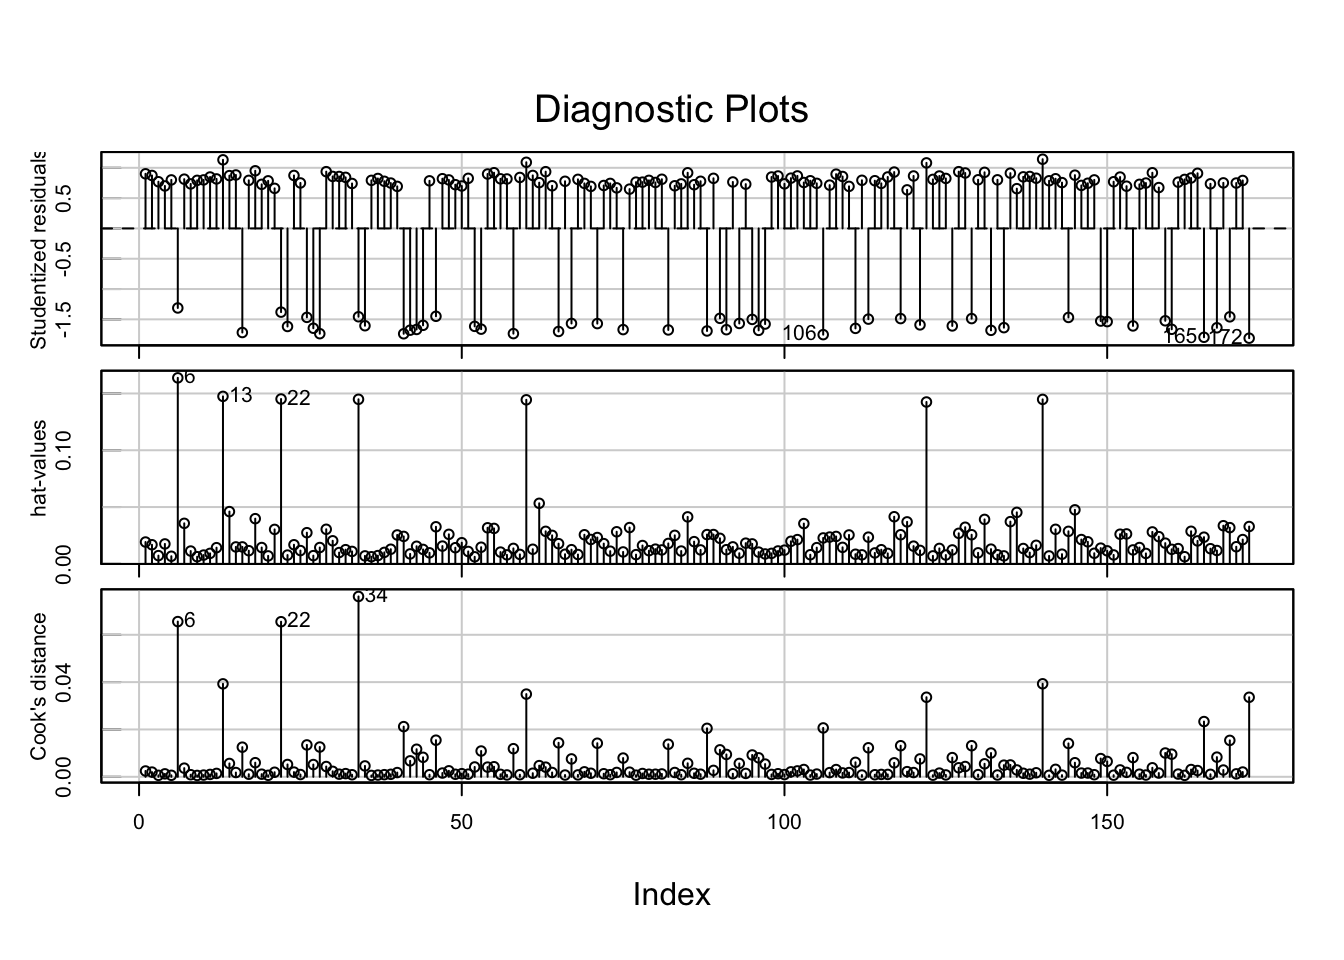 Diagnostic Plots
Studentized residuals
0.5
-0.5
-1.5
106
165
172
hat-values
0.10
0.00
6
13
22
Cook's distance
0.04
0.00
6
22
34
0 50 100 150
Index